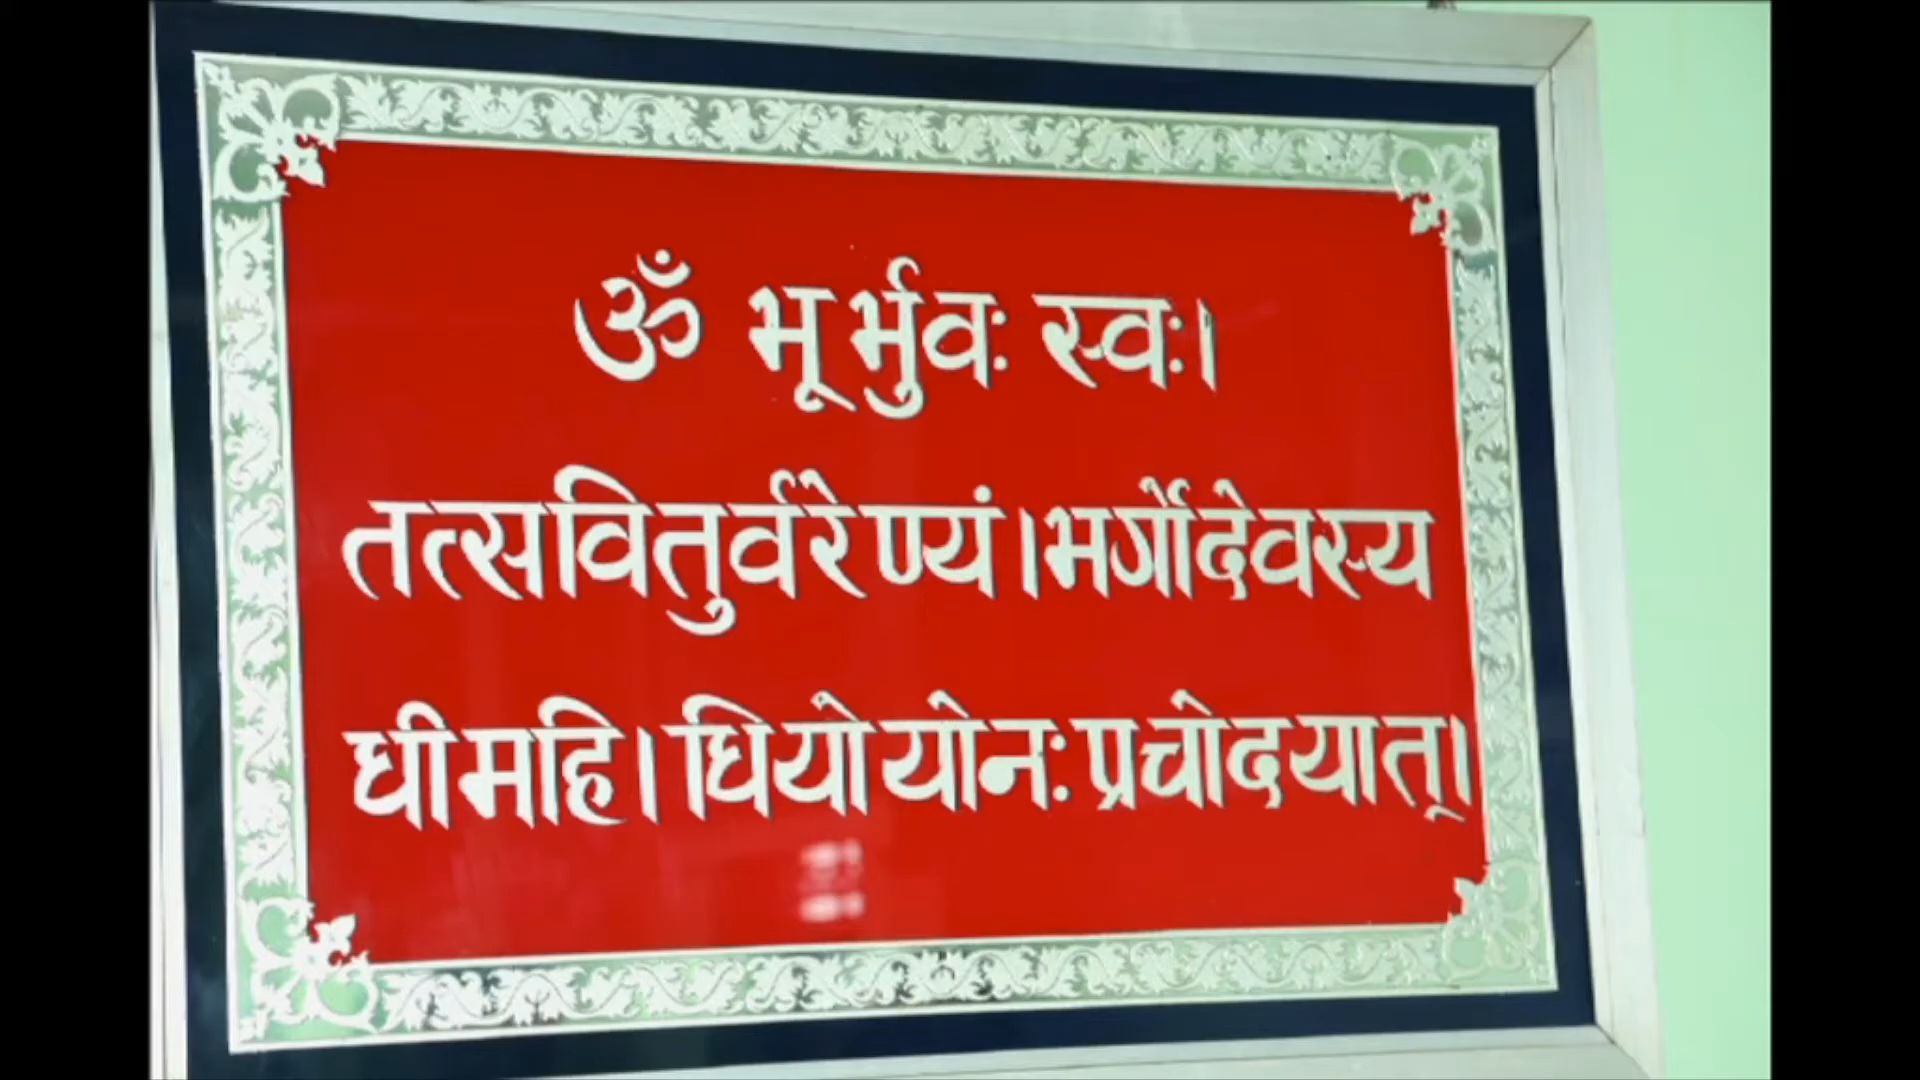 ॐ भू र्भुवः स्वः।
तत्सवितुर्वरेण्यं।भर्गोदेवस्य
धीमहि। धियो योनः प्रचोदयात्।